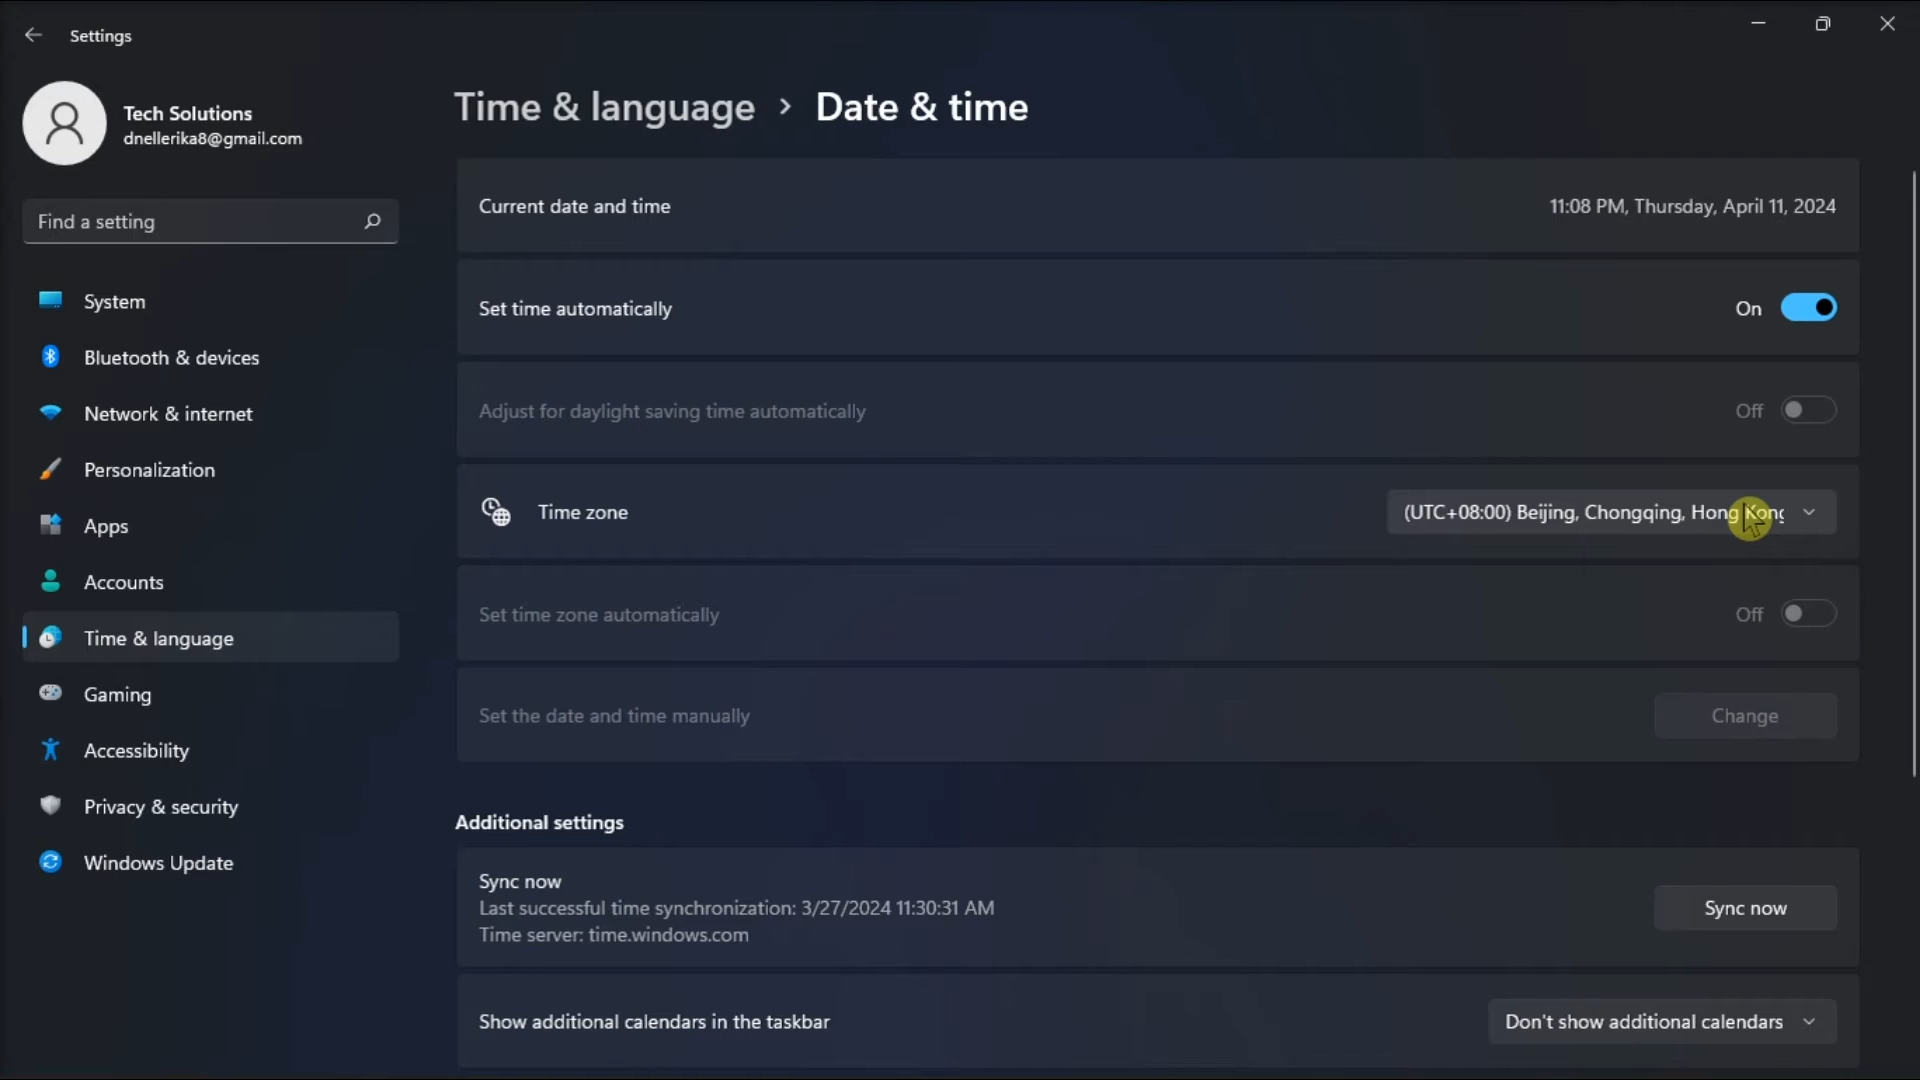 Settings
Tech Solutions
dnellerika8@gmail.com
Find a setting
System
Bluetooth & devices
Network & internet
Personalization
Apps
Accounts
Time & language
Gaming
Accessibility
Privacy & security
Windows Update
Time & language > Date & time
Current date and time
11:08 PM, Thursday, April 11, 2024
Set time automatically
On
Adjust for daylight saving time automatically
Off
Time zone
(UTC+08:00) Beijing, Chongqing, Hong Kong
Set time zone automatically
Off
Set the date and time manually
Change
Additional settings
Sync now
Last successful time synchronization: 3/27/2024 11:30:31 AM
Time server: time.windows.com
Sync now
Show additional calendars in the taskbar
Don't show additional calendars